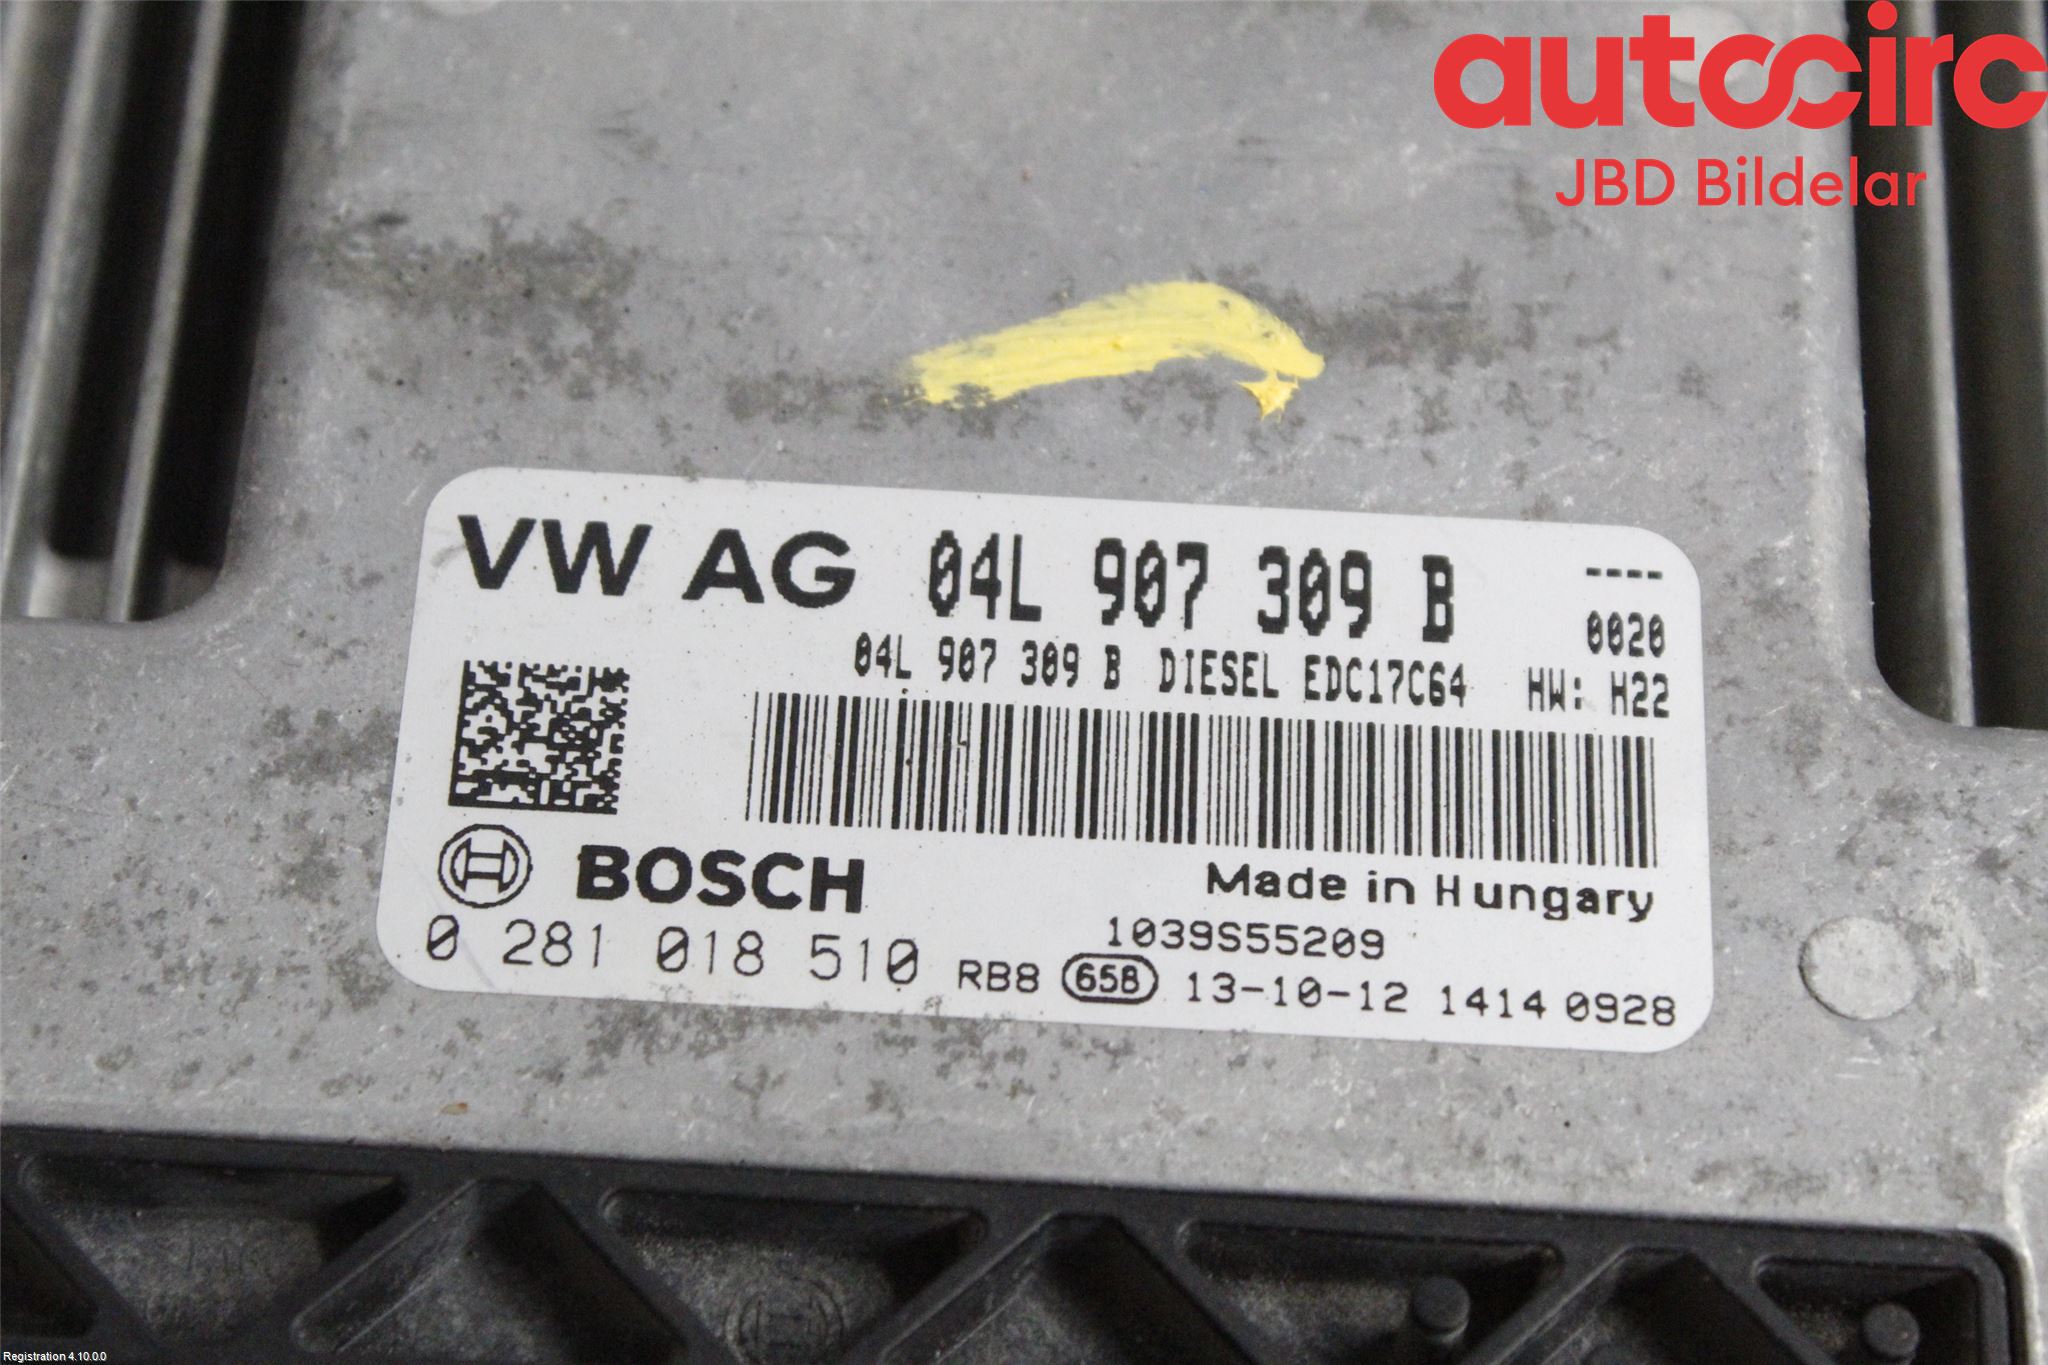 autocirc
JBD Bildelar
VW AG 04L 907 309 B ----
0020
04L 907 309 B DIESEL EDC17C64 HW: H22
BOSCH
Made in Hungary
1039S55209
0 281 018 510 RB8 658 13-10-12 1414 0928
Registration 4.10.0.0